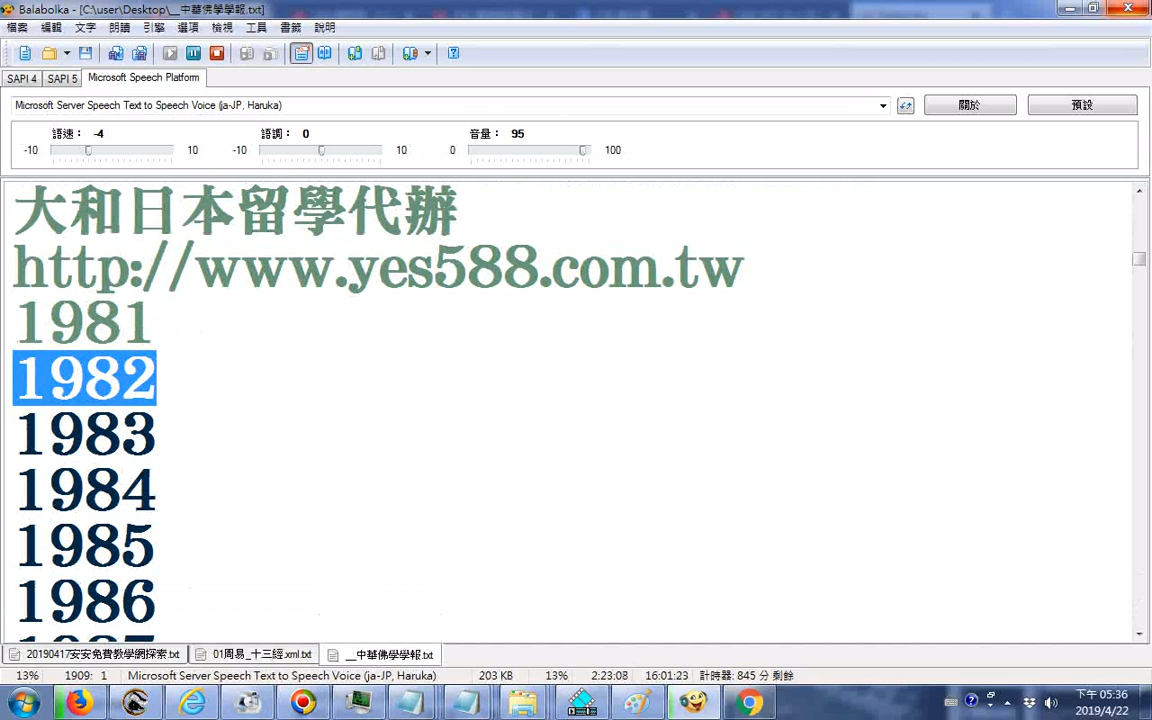 Balabolka - [C:\user\Desktop\__中華佛學學報.txt]
檔案 編輯 文字 朗讀 引擎 選項 檢視 工具 書籤 說明
SAPI 4 SAPI 5 Microsoft Speech Platform
Microsoft Server Speech Text to Speech Voice (ja-JP, Haruka) 關於 預設
語速： -4 語調： 0 音量： 95
-10 10 -10 10 0 100
大和日本留學代辦
http://www.yes588.com.tw
1981
1982
1983
1984
1985
1986
1987
20190417安安免費教學網探索.txt 01周易_十三經.xml.txt __中華佛學學報.txt
13% 1909: 1 Microsoft Server Speech Text to Speech Voice (ja-JP, Haruka) 203 KB 13% 2:23:08 16:01:23 計時器: 845 分 剩餘
下午 05:36
2019/4/22